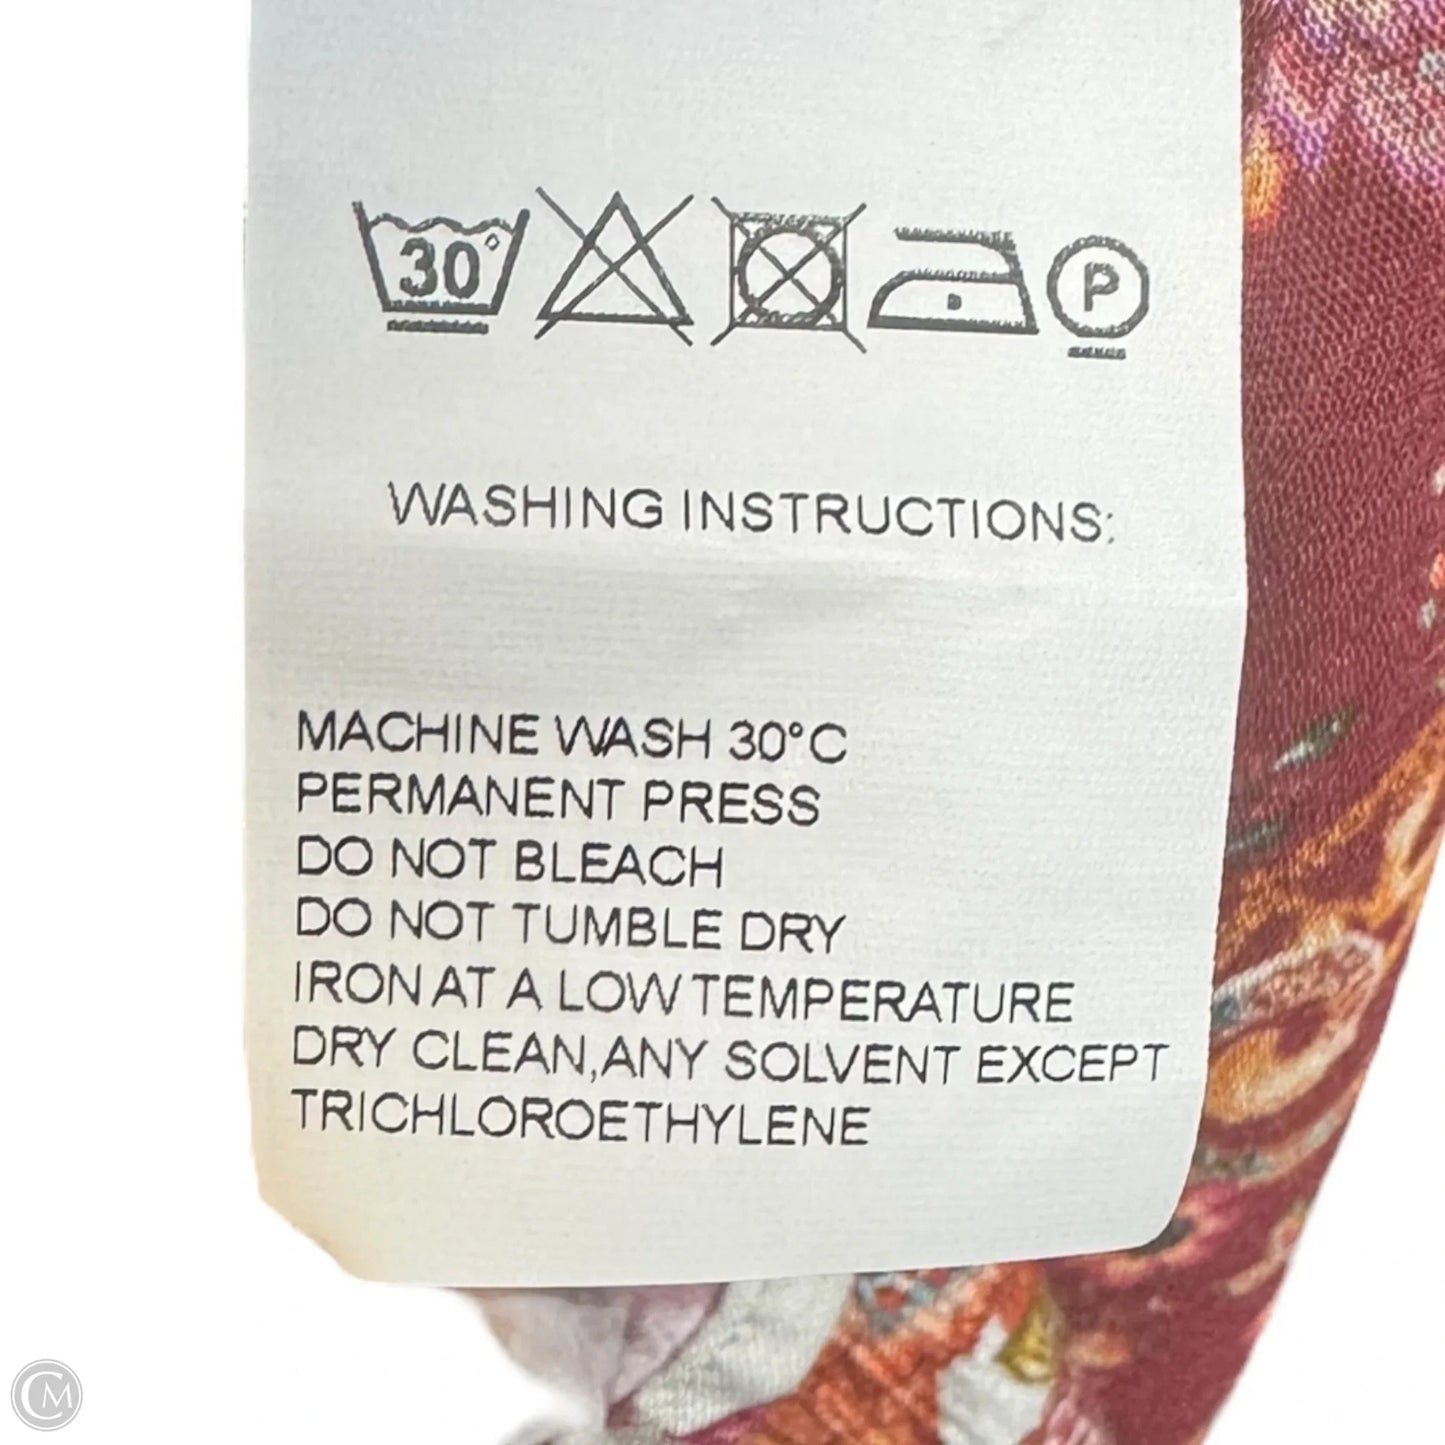 30°
P
WASHING INSTRUCTIONS:
MACHINE WASH 30°C
PERMANENT PRESS
DO NOT BLEACH
DO NOT TUMBLE DRY
IRON AT A LOW TEMPERATURE
DRY CLEAN,ANY SOLVENT EXCEPT
TRICHLOROETHYLENE
CM